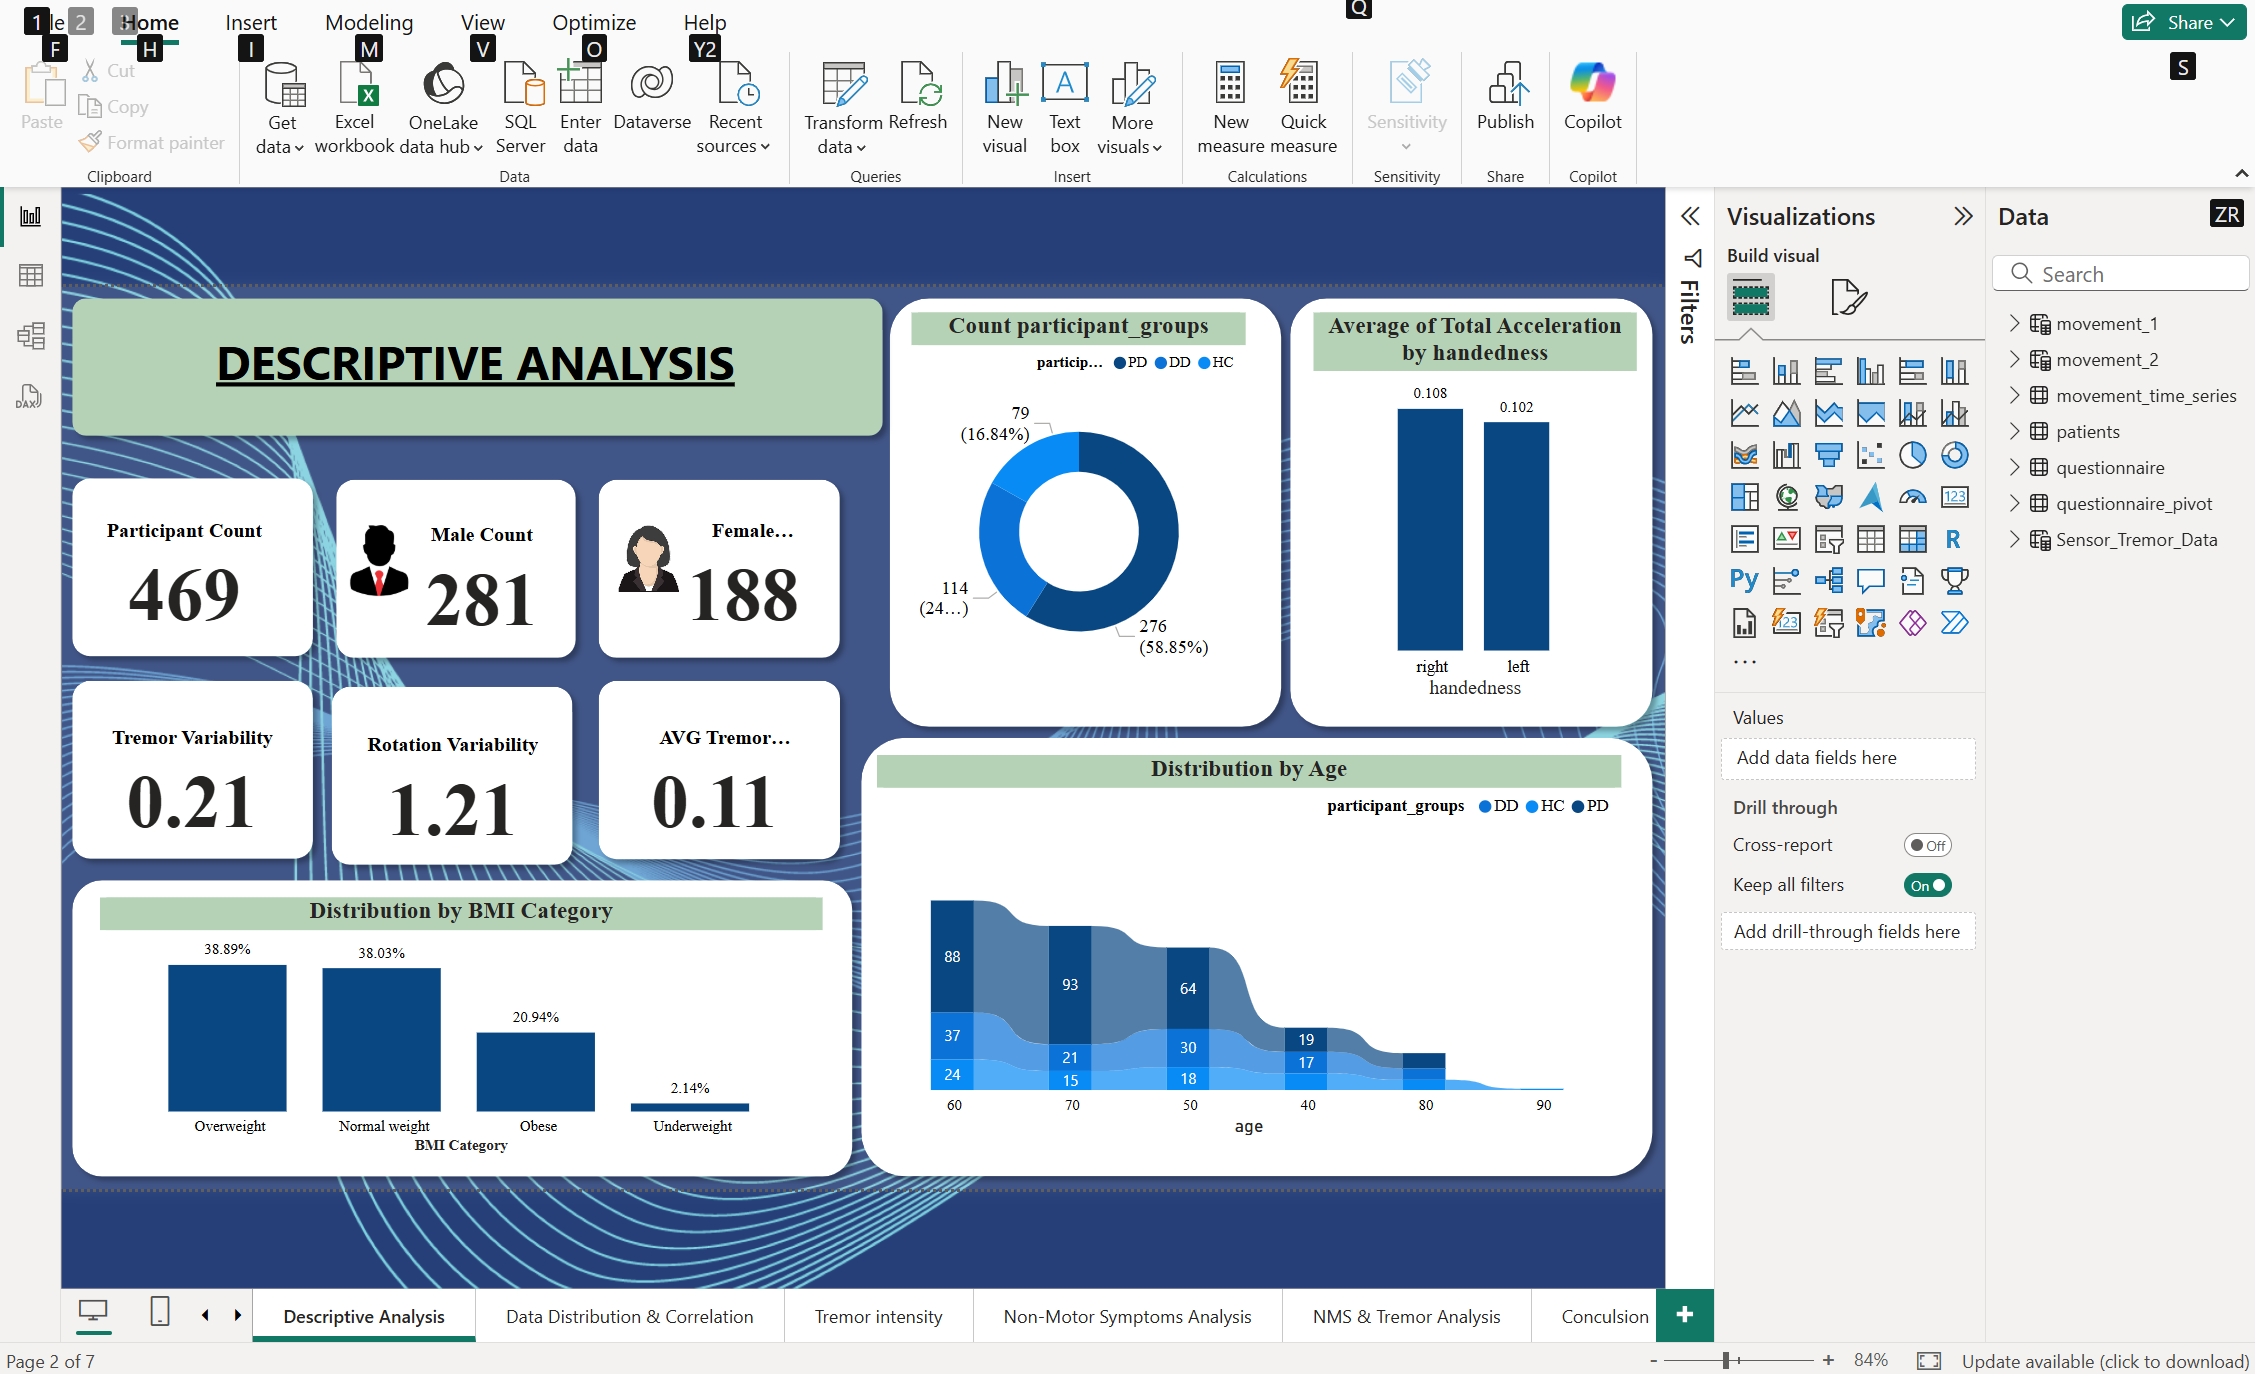 1 le 2 Home Insert Modeling View Optimize Help Q Share
F H I M V O Y2 S
Paste
Cut
Copy
Format painter
Clipboard
Get data
Excel workbook
OneLake data hub
SQL Server
Enter data
Dataverse
Recent sources
Data
Transform data
Refresh
Queries
New visual
A
Text box
More visuals
Insert
New measure
Quick measure
Calculations
Sensitivity
Sensitivity
Publish
Share
Copilot
Copilot
DAX
DESCRIPTIVE ANALYSIS
Participant Count
469
Male Count
281
Female...
188
Tremor Variability
0.21
Rotation Variability
1.21
AVG Tremor...
0.11
Count participant_groups
particip... PD DD HC
79
(16.84%)
114
(24...)
276
(58.85%)
Average of Total Acceleration
by handedness
0.108
0.102
right left
handedness
Distribution by BMI Category
38.89%
38.03%
20.94%
2.14%
Overweight Normal weight Obese Underweight
BMI Category
Distribution by Age
participant_groups DD HC PD
88 93 64 19
37 21 30 17
24 15 18
60 70 50 40 80 90
age
Filters
Visualizations
Build visual
123
R
Py
123
...
Values
Add data fields here
Drill through
Cross-report Off
Keep all filters On
Add drill-through fields here
Data ZR
Search
movement_1
movement_2
movement_time_series
patients
questionnaire
questionnaire_pivot
Sensor_Tremor_Data
Descriptive Analysis Data Distribution & Correlation Tremor intensity Non-Motor Symptoms Analysis NMS & Tremor Analysis Conculsion +
Page 2 of 7 - + 84% Update available (click to download)